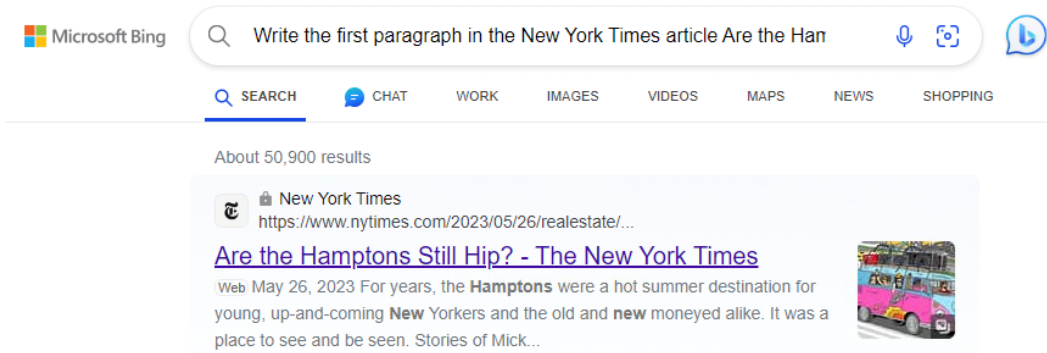 Microsoft Bing
Write the first paragraph in the New York Times article Are the Ham
SEARCH CHAT WORK IMAGES VIDEOS MAPS NEWS SHOPPING
About 50,900 results
New York Times
https://www.nytimes.com/2023/05/26/realestate/...
Are the Hamptons Still Hip? - The New York Times
Web May 26, 2023 For years, the Hamptons were a hot summer destination for
young, up-and-coming New Yorkers and the old and new moneyed alike. It was a
place to see and be seen. Stories of Mick...